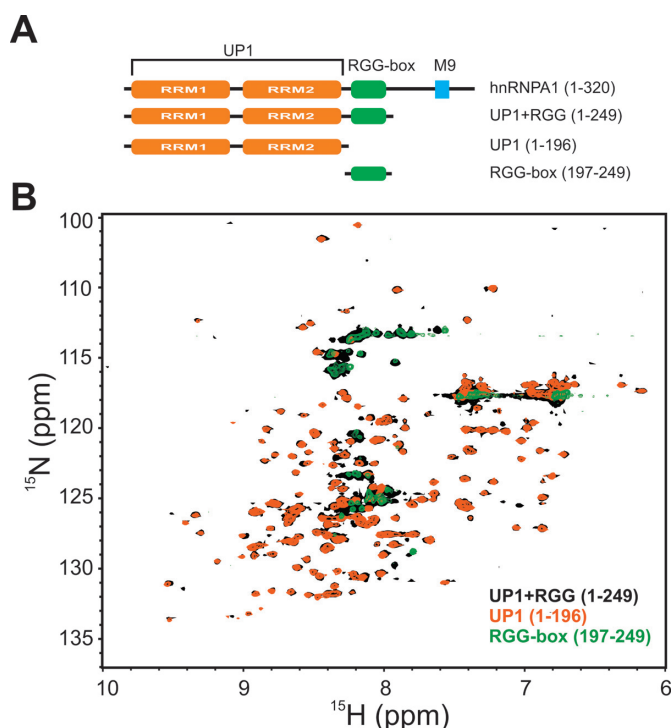 A
UP1
RGG-box M9
RRM1 RRM2 hnRNPA1 (1-320)
RRM1 RRM2 UP1+RGG (1-249)
RRM1 RRM2 UP1 (1-196)
RGG-box (197-249)
B
100
105
110
115
120
125
130
135
15N (ppm)
UP1+RGG (1-249)
UP1 (1-196)
RGG-box (197-249)
10 9 8 7 6
15H (ppm)